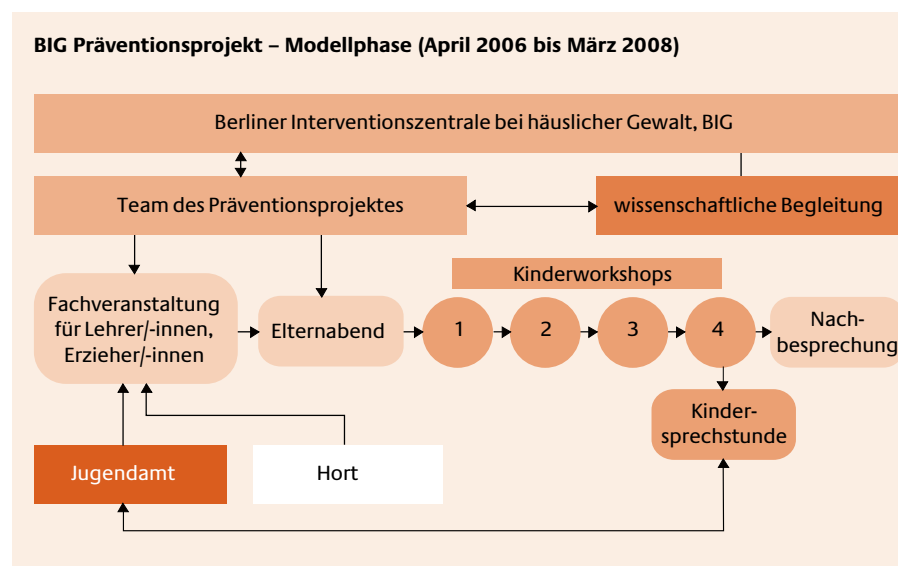 BIG Präventionsprojekt – Modellphase (April 2006 bis März 2008)
Berliner Interventionszentrale bei häuslicher Gewalt, BIG
Team des Präventionsprojektes
wissenschaftliche Begleitung
Kinderworkshops
Fachveranstaltung
für Lehrer/-innen,
Erzieher/-innen
Elternabend
1
2
3
4
Nach-
besprechung
Kinder-
sprechstunde
Jugendamt
Hort